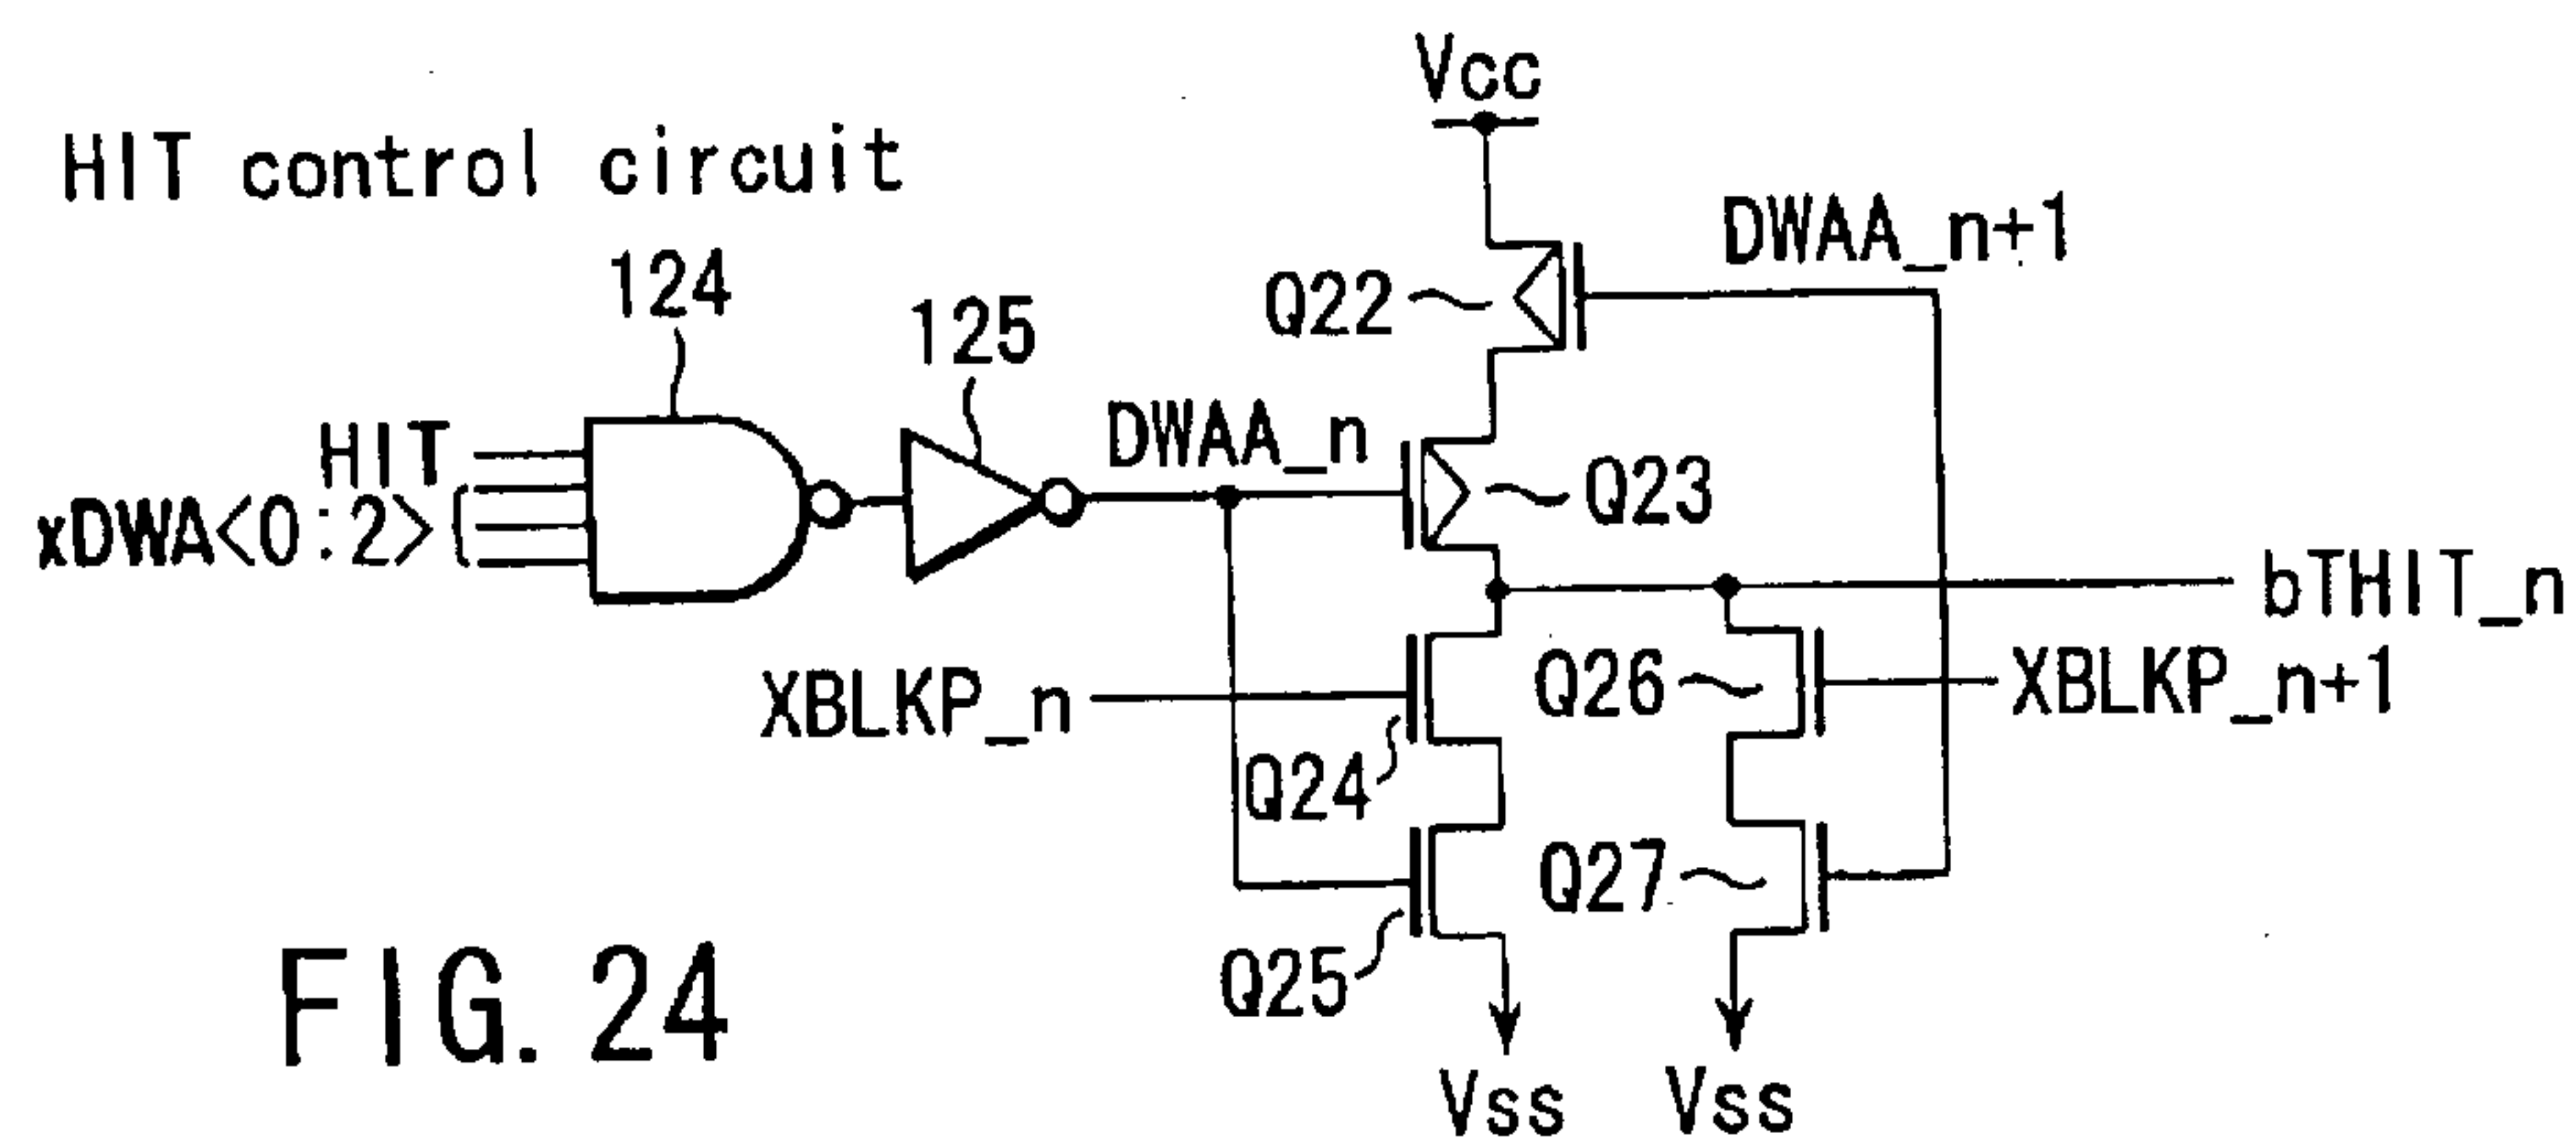 HIT control circuit
Vcc
124
125
DWAA_n+1
Q22
DWAA_n
HIT
xDWA<0:2>
Q23
bTHIT_n
XBLKP_n
Q26
XBLKP_n+1
Q24
Q27
Q25
FIG. 24
Vss
Vss